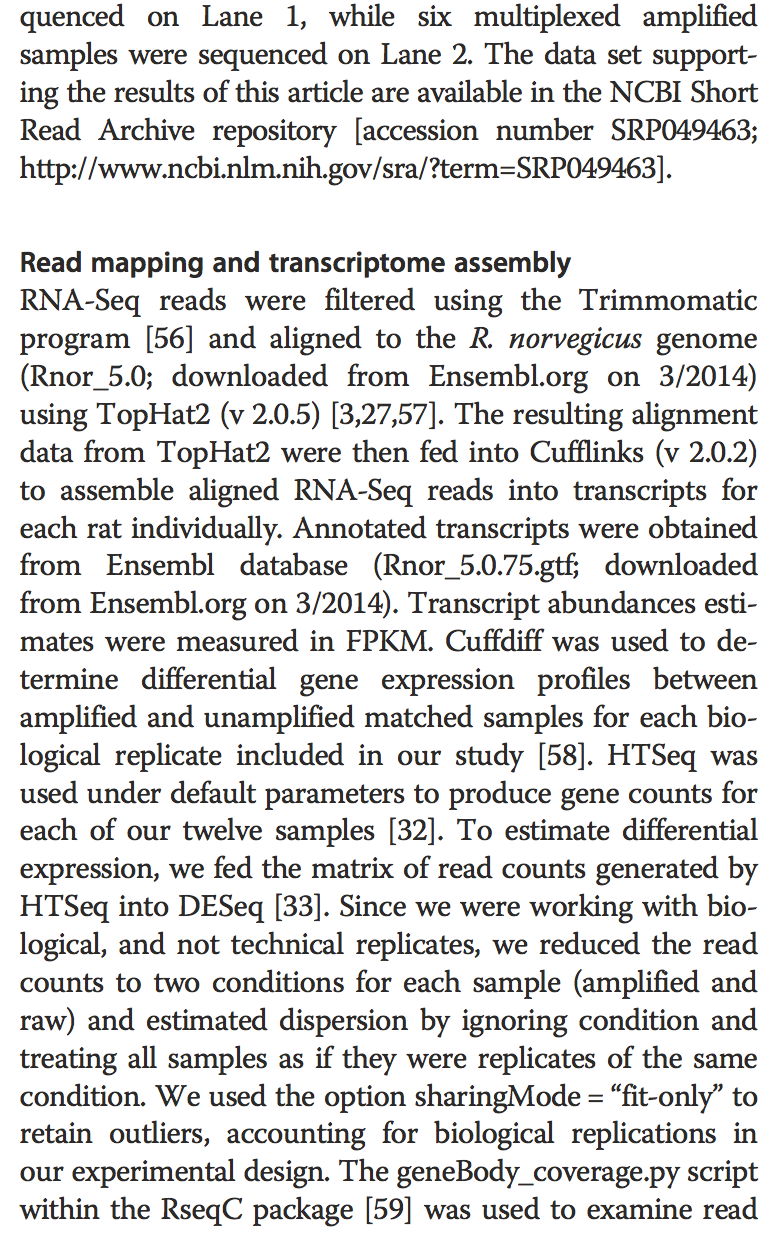 quenced on Lane 1, while six multiplexed amplified
samples were sequenced on Lane 2. The data set support-
ing the results of this article are available in the NCBI Short
Read Archive repository [accession number SRP049463;
http://www.ncbi.nlm.nih.gov/sra/?term=SRP049463].
Read mapping and transcriptome assembly
RNA-Seq reads were filtered using the Trimmomatic
program [56] and aligned to the R. norvegicus genome
(Rnor_5.0; downloaded from Ensembl.org on 3/2014)
using TopHat2 (v 2.0.5) [3,27,57]. The resulting alignment
data from TopHat2 were then fed into Cufflinks (v 2.0.2)
to assemble aligned RNA-Seq reads into transcripts for
each rat individually. Annotated transcripts were obtained
from Ensembl database (Rnor_5.0.75.gtf; downloaded
from Ensembl.org on 3/2014). Transcript abundances esti-
mates were measured in FPKM. Cuffdiff was used to de-
termine differential gene expression profiles between
amplified and unamplified matched samples for each bio-
logical replicate included in our study [58]. HTSeq was
used under default parameters to produce gene counts for
each of our twelve samples [32]. To estimate differential
expression, we fed the matrix of read counts generated by
HTSeq into DESeq [33]. Since we were working with bio-
logical, and not technical replicates, we reduced the read
counts to two conditions for each sample (amplified and
raw) and estimated dispersion by ignoring condition and
treating all samples as if they were replicates of the same
condition. We used the option sharingMode = “fit-only” to
retain outliers, accounting for biological replications in
our experimental design. The geneBody_coverage.py script
within the RseqC package [59] was used to examine read